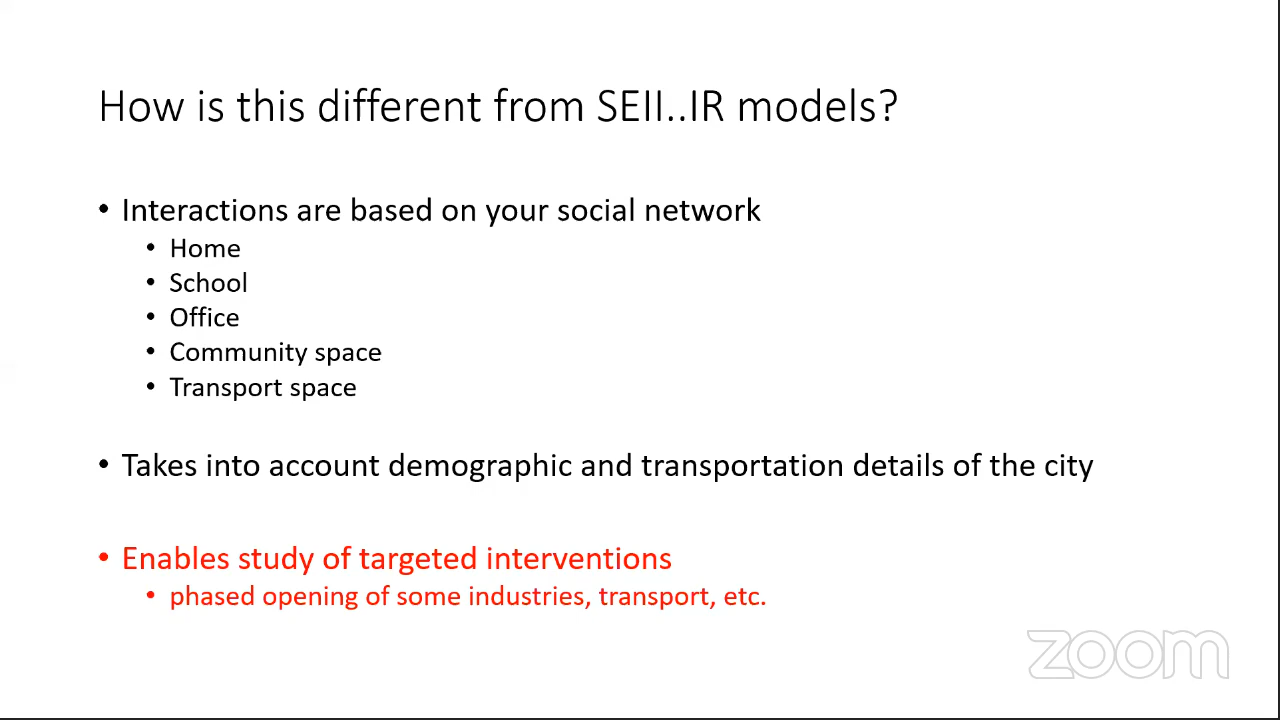 How is this different from SEII..IR models?
• Interactions are based on your social network
• Home
• School
• Office
• Community space
• Transport space
• Takes into account demographic and transportation details of the city
• Enables study of targeted interventions
• phased opening of some industries, transport, etc.
zoom